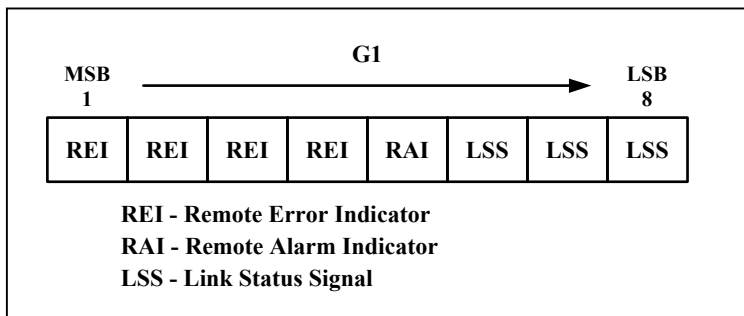 G1
MSB LSB
1 8
REI REI REI REI RAI LSS LSS LSS
REI - Remote Error Indicator
RAI - Remote Alarm Indicator
LSS - Link Status Signal